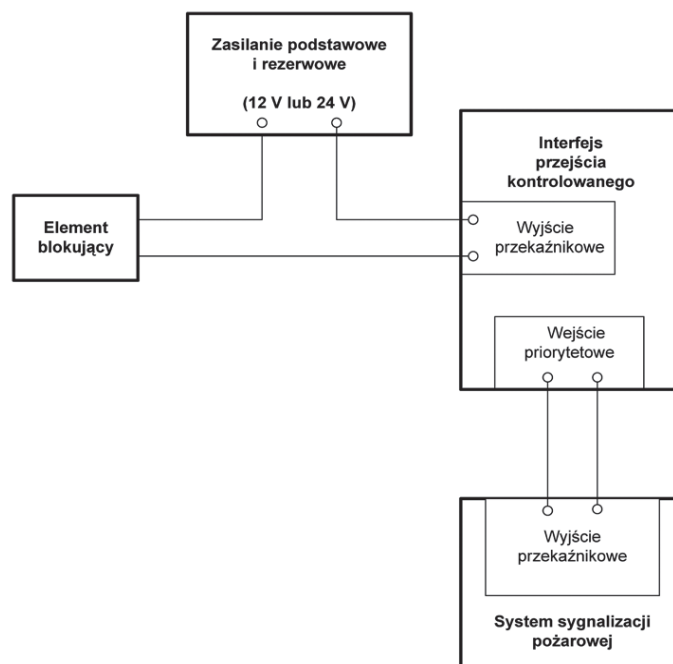 Zasilanie podstawowe
i rezerwowe
(12 V lub 24 V)
Interfejs
przejścia
kontrolowanego
Element
blokujący
Wyjście
przekaźnikowe
Wejście
priorytetowe
Wyjście
przekaźnikowe
System sygnalizacji
pożarowej